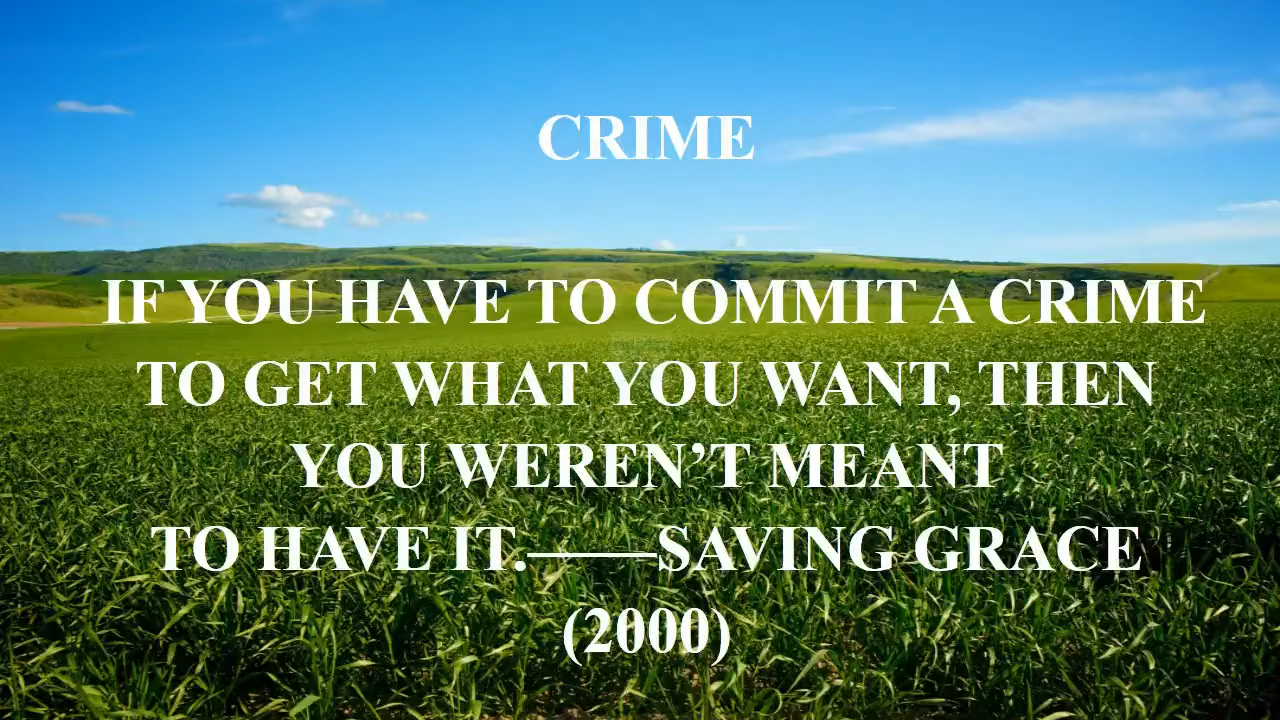 CRIME
IF YOU HAVE TO COMMIT A CRIME
TO GET WHAT YOU WANT, THEN
YOU WEREN’T MEANT
TO HAVE IT.——SAVING GRACE
(2000)